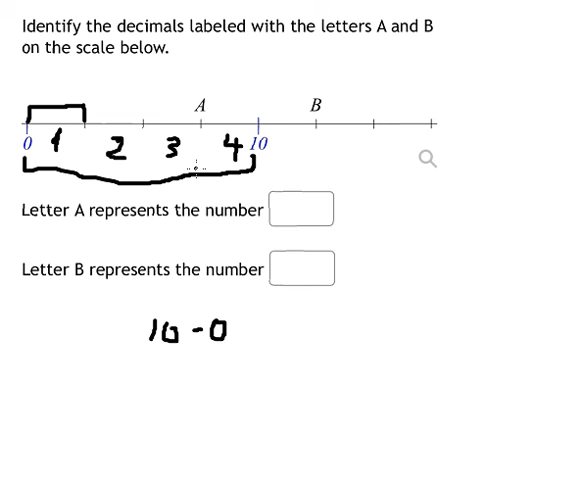 Identify the decimals labeled with the letters A and B
on the scale below.
A B
0 1 2 3 4 10
Letter A represents the number
Letter B represents the number
10 - 0